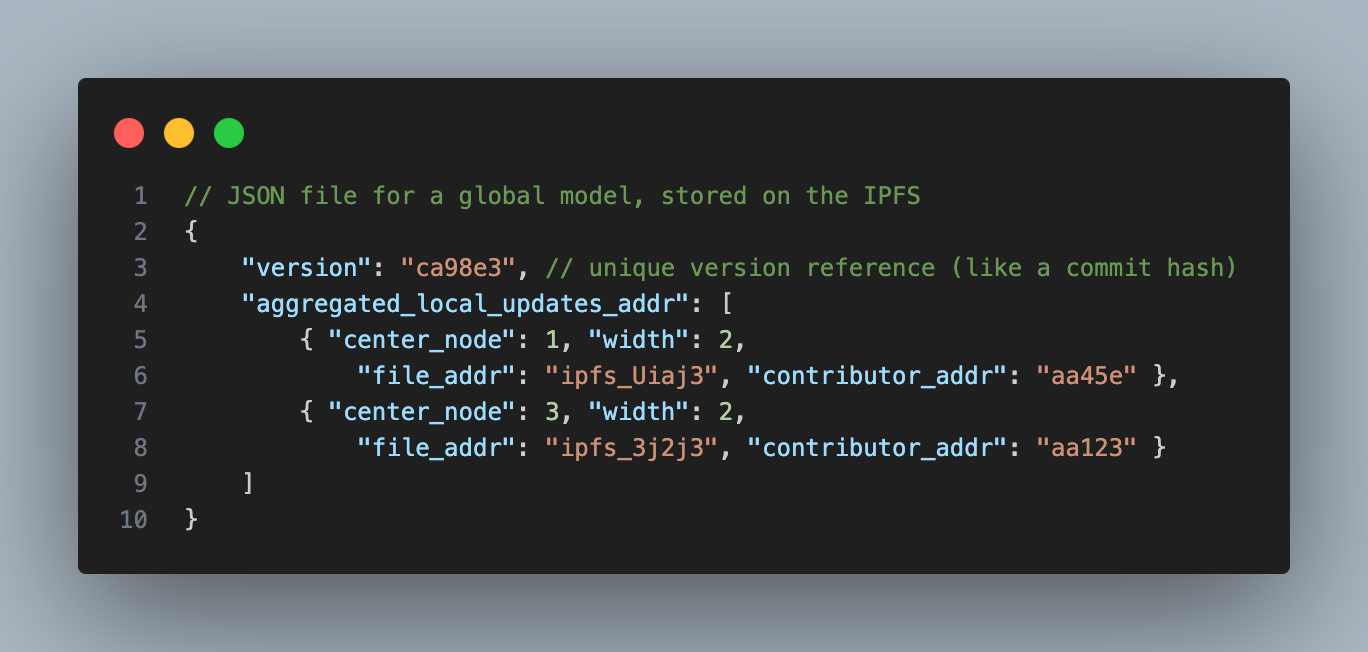 1 // JSON file for a global model, stored on the IPFS
2 {
3     "version": "ca98e3", // unique version reference (like a commit hash)
4     "aggregated_local_updates_addr": [
5         { "center_node": 1, "width": 2,
6             "file_addr": "ipfs_Uiaj3", "contributor_addr": "aa45e" },
7         { "center_node": 3, "width": 2,
8             "file_addr": "ipfs_3j2j3", "contributor_addr": "aa123" }
9     ]
10 }